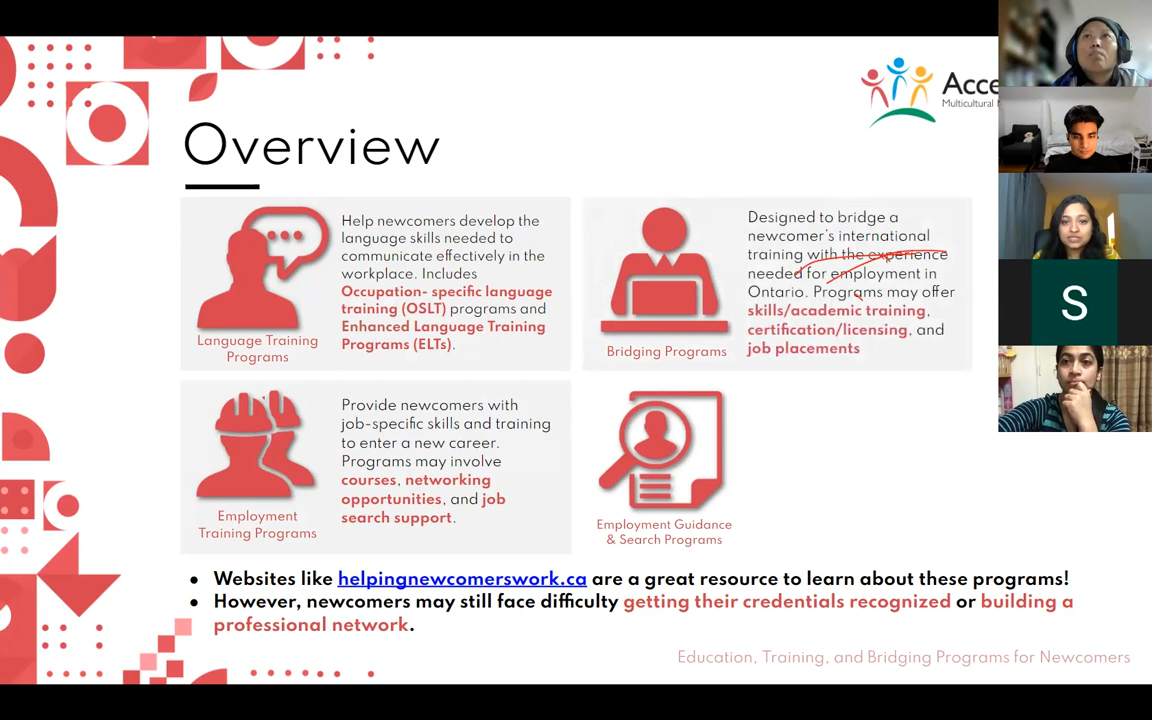 Acce
Multicultural
Overview
Help newcomers develop the
language skills needed to
communicate effectively in the
workplace. Includes
Occupation- specific language
training (OSLT) programs and
Enhanced Language Training
Programs (ELTs).
Language Training
Programs
Designed to bridge a
newcomer's international
training with the experience
needed for employment in
Ontario. Programs may offer
skills/academic training,
certification/licensing, and
job placements
Bridging Programs
Provide newcomers with
job-specific skills and training
to enter a new career.
Programs may involve
courses, networking
opportunities, and job
search support.
Employment
Training Programs
Employment Guidance
& Search Programs
● Websites like helpingnewcomerswork.ca are a great resource to learn about these programs!
● However, newcomers may still face difficulty getting their credentials recognized or building a
professional network.
Education, Training, and Bridging Programs for Newcomers
S